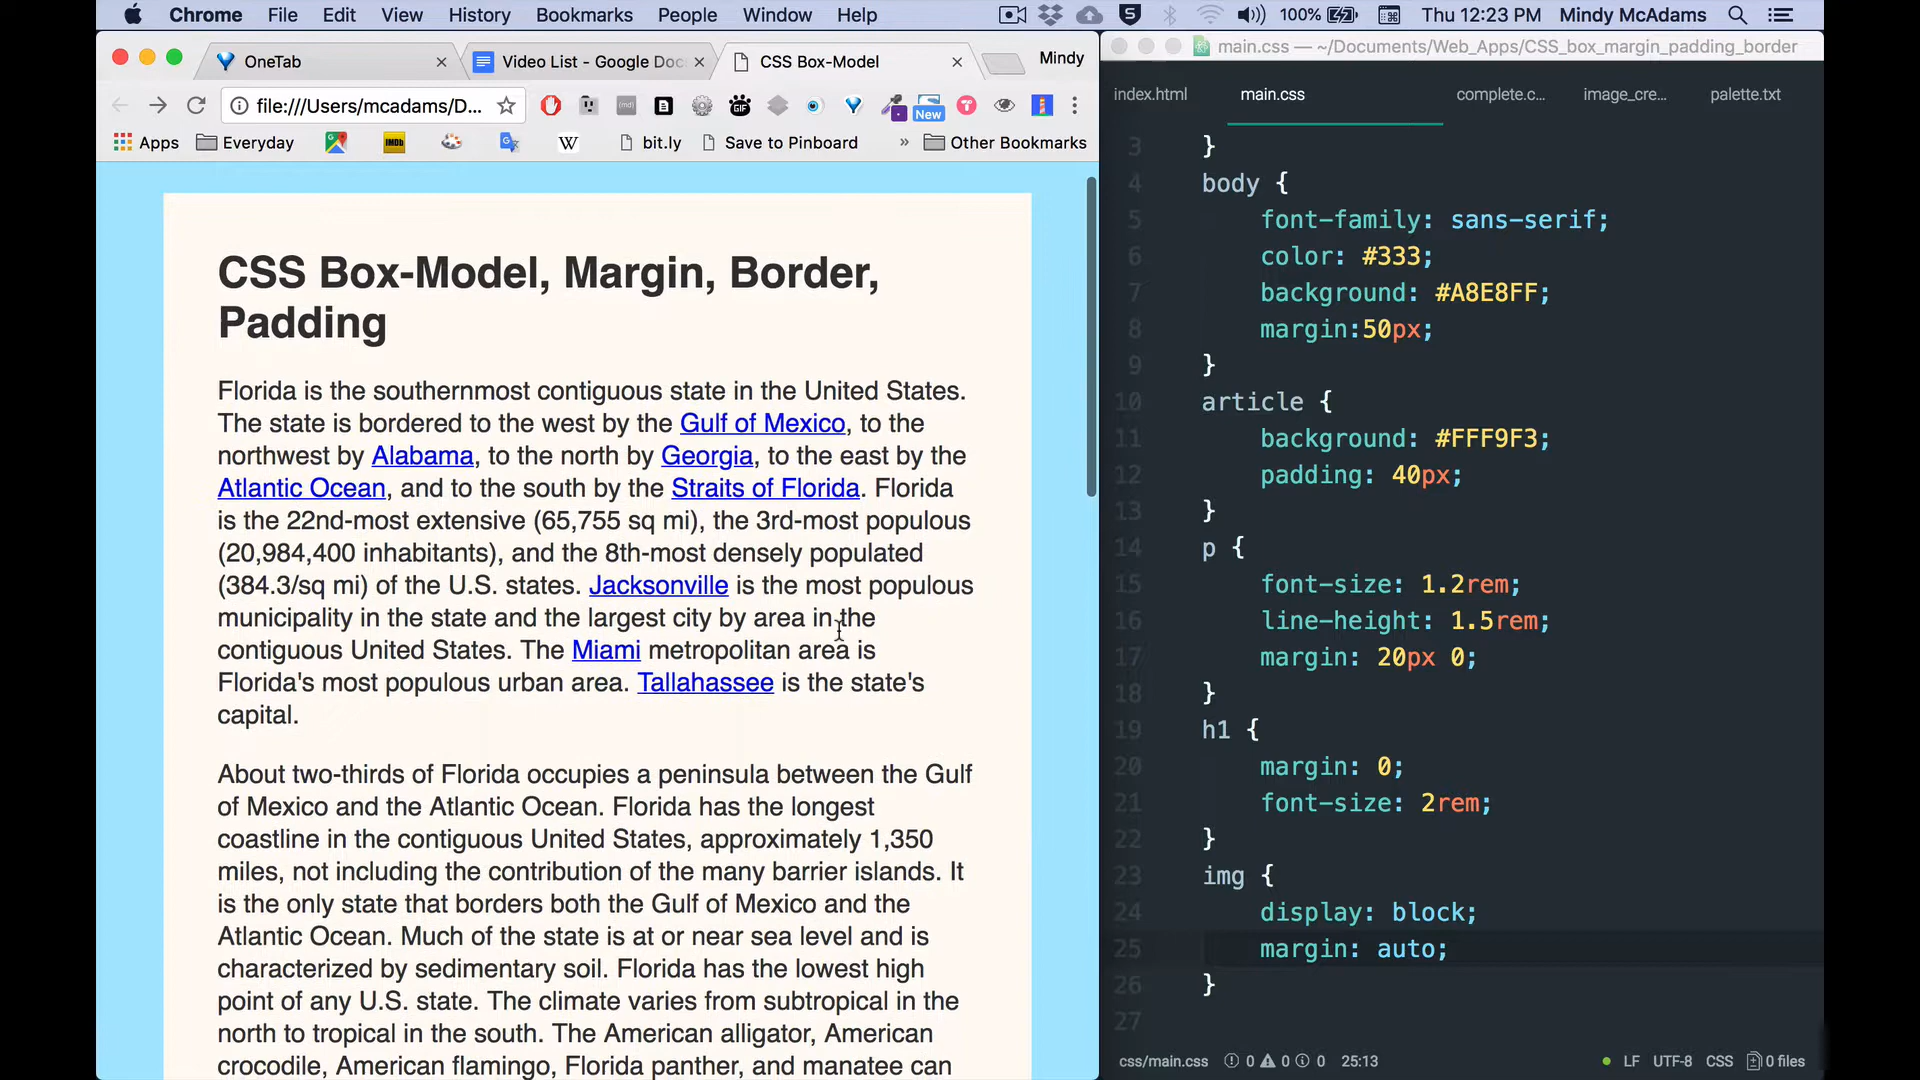 Chrome File Edit View History Bookmarks People Window Help 100% Thu 12:23 PM Mindy McAdams
OneTab
Video List - Google Doc
CSS Box-Model
Mindy
file:///Users/mcadams/D...
New
Apps Everyday IMDb W bit.ly Save to Pinboard » Other Bookmarks
CSS Box-Model, Margin, Border,
Padding
Florida is the southernmost contiguous state in the United States.
The state is bordered to the west by the Gulf of Mexico, to the
northwest by Alabama, to the north by Georgia, to the east by the
Atlantic Ocean, and to the south by the Straits of Florida. Florida
is the 22nd-most extensive (65,755 sq mi), the 3rd-most populous
(20,984,400 inhabitants), and the 8th-most densely populated
(384.3/sq mi) of the U.S. states. Jacksonville is the most populous
municipality in the state and the largest city by area in the
contiguous United States. The Miami metropolitan area is
Florida's most populous urban area. Tallahassee is the state's
capital.
About two-thirds of Florida occupies a peninsula between the Gulf
of Mexico and the Atlantic Ocean. Florida has the longest
coastline in the contiguous United States, approximately 1,350
miles, not including the contribution of the many barrier islands. It
is the only state that borders both the Gulf of Mexico and the
Atlantic Ocean. Much of the state is at or near sea level and is
characterized by sedimentary soil. Florida has the lowest high
point of any U.S. state. The climate varies from subtropical in the
north to tropical in the south. The American alligator, American
crocodile, American flamingo, Florida panther, and manatee can
main.css — ~/Documents/Web_Apps/CSS_box_margin_padding_border
index.html main.css complete.c... image_cre... palette.txt
3 }
4 body {
5 font-family: sans-serif;
6 color: #333;
7 background: #A8E8FF;
8 margin:50px;
9 }
10 article {
11 background: #FFF9F3;
12 padding: 40px;
13 }
14 p {
15 font-size: 1.2rem;
16 line-height: 1.5rem;
17 margin: 20px 0;
18 }
19 h1 {
20 margin: 0;
21 font-size: 2rem;
22 }
23 img {
24 display: block;
25 margin: auto;
26 }
27
css/main.css 0 0 0 25:13 LF UTF-8 CSS 0 files